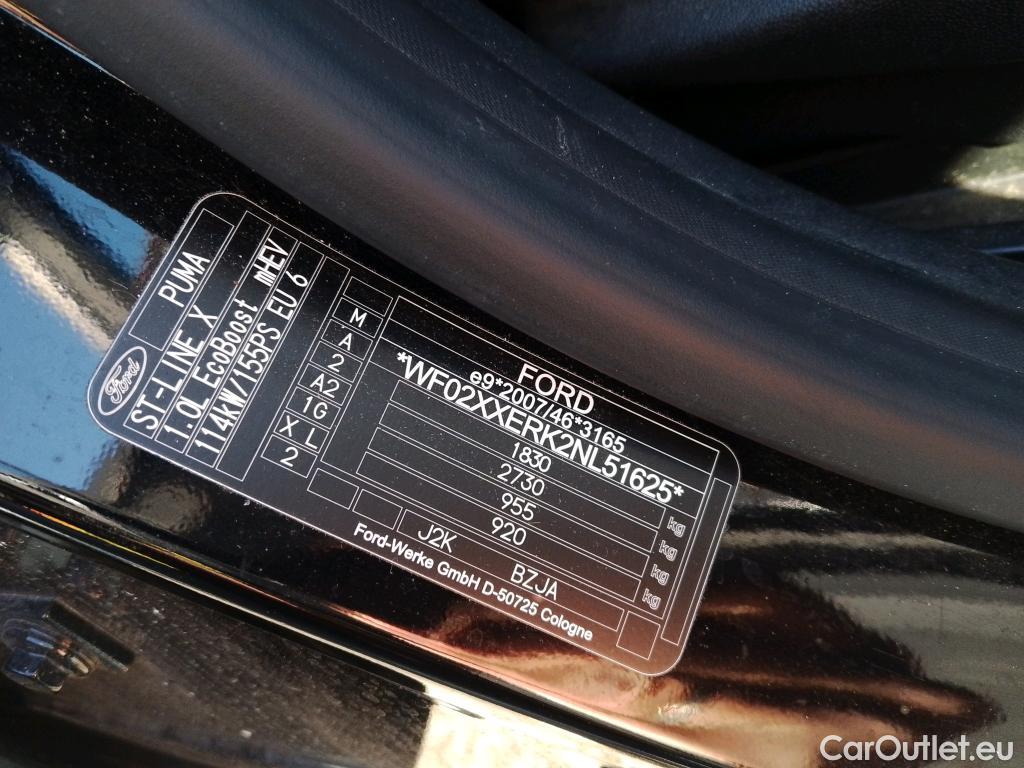 Ford
PUMA
ST-LINE X
1.0L EcoBoost mHEV
114kW/155PS EU 6
M
A
2
A2
1G
X L
2
FORD
e9*2007/46*3165
*WF02XXERK2NL51625*
1830 kg
2730 kg
955 kg
920 kg
J2K BZJA
Ford-Werke GmbH D-50725 Cologne
CarOutlet.eu